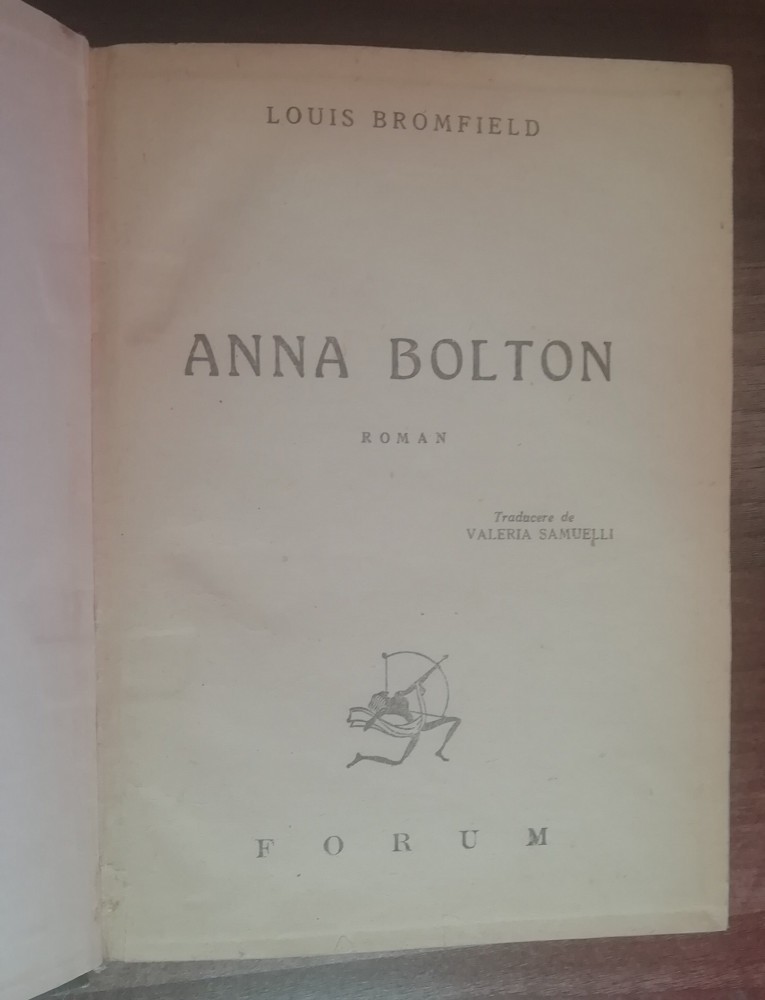 LOUIS BROMFIELD
ANNA BOLTON
ROMAN
Traducere de
VALERIA SAMUELLI
FORUM